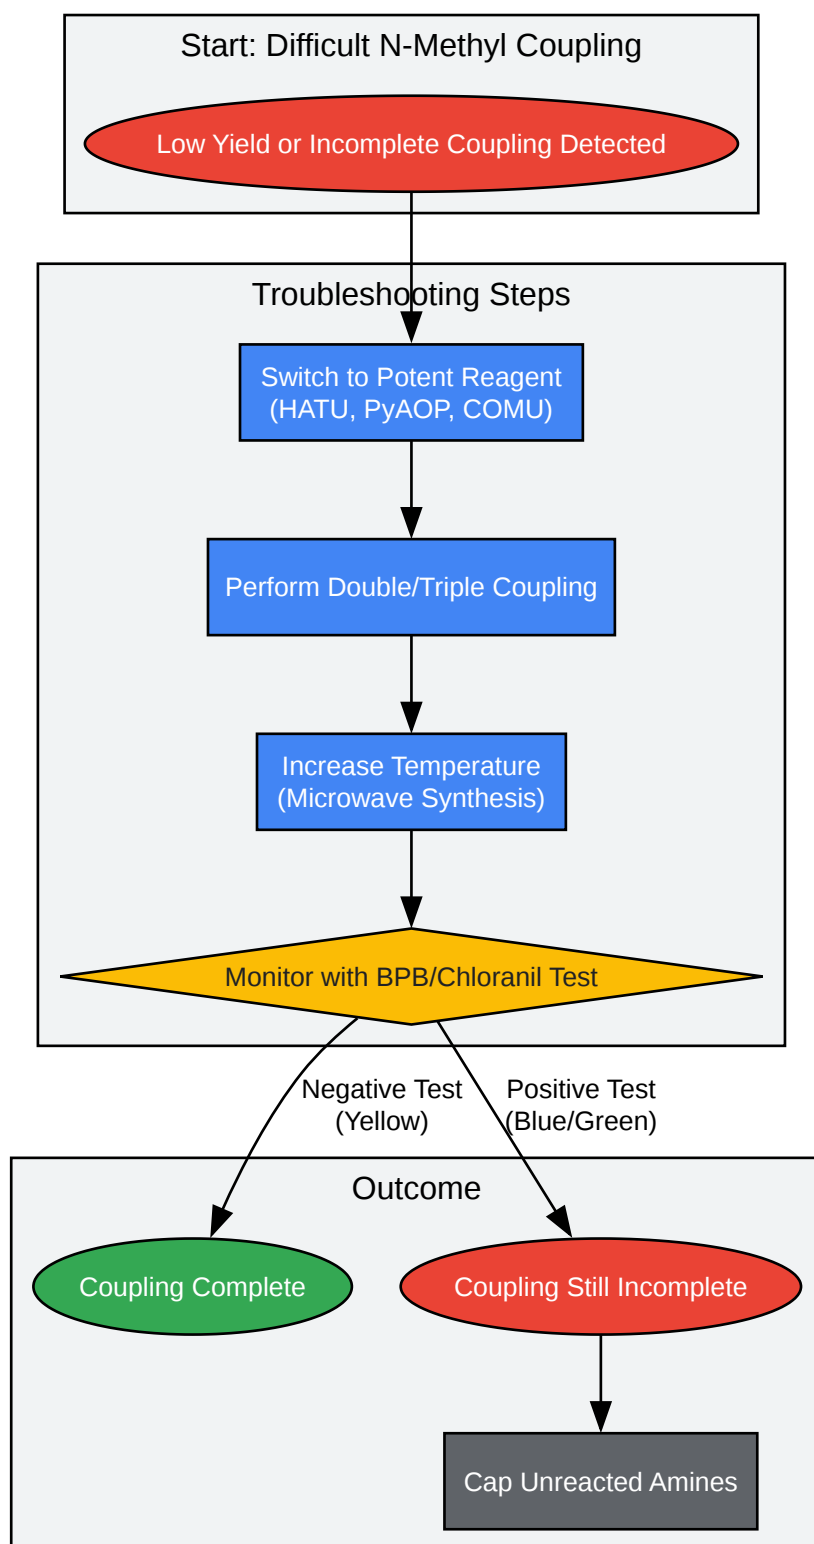 Start: Difficult N-Methyl Coupling
Low Yield or Incomplete Coupling Detected
Troubleshooting Steps
Switch to Potent Reagent
(HATU, PyAOP, COMU)
Perform Double/Triple Coupling
Increase Temperature
(Microwave Synthesis)
Monitor with BPB/Chloranil Test
Negative Test
(Yellow)
Positive Test
(Blue/Green)
Outcome
Coupling Complete
Coupling Still Incomplete
Cap Unreacted Amines